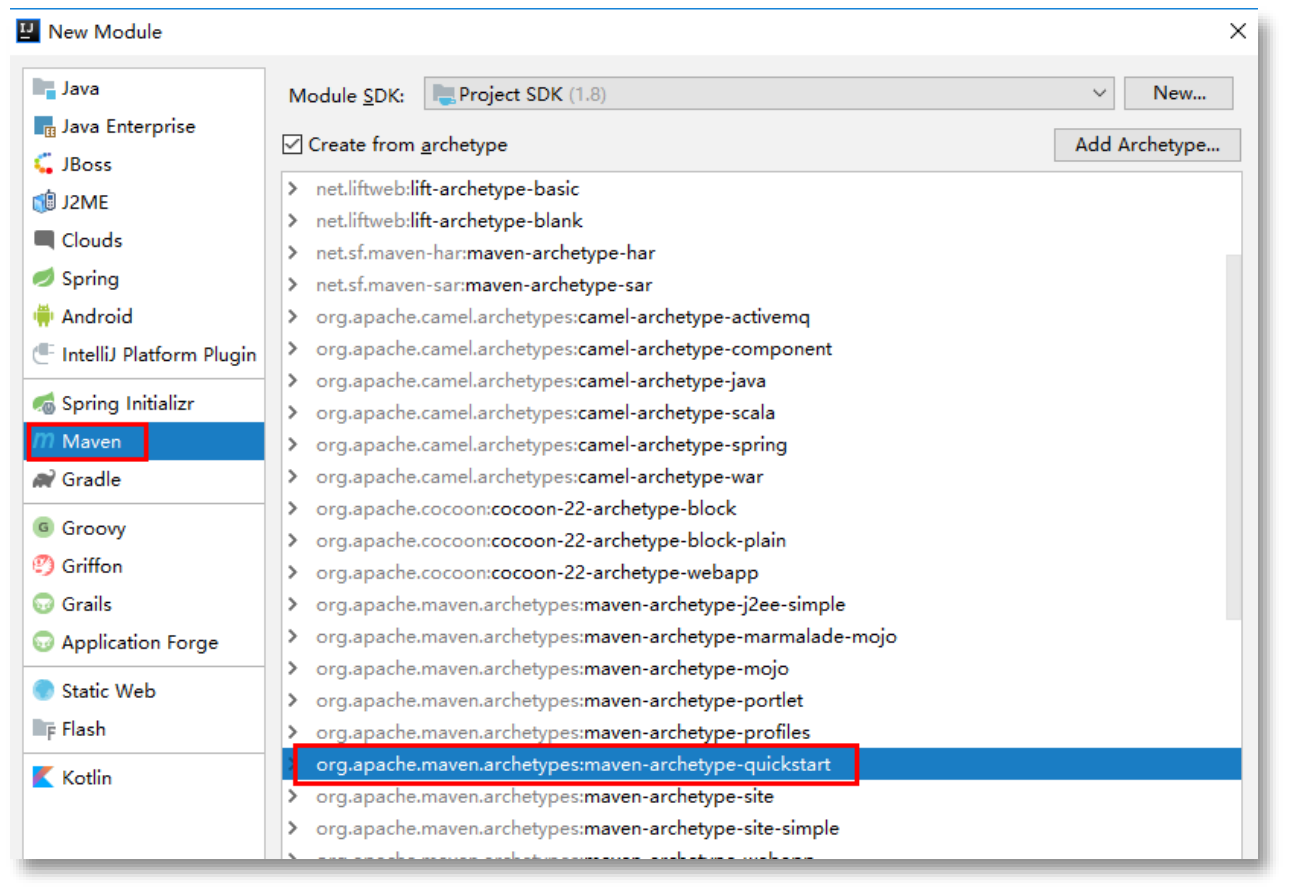 New Module
Java
Java Enterprise
JBoss
J2ME
Clouds
Spring
Android
IntelliJ Platform Plugin
Spring Initializr
Maven
Gradle
Groovy
Griffon
Grails
Application Forge
Static Web
Flash
Kotlin
Module SDK: Project SDK (1.8) New...
Create from archetype Add Archetype...
net.liftweb:lift-archetype-basic
net.liftweb:lift-archetype-blank
net.sf.maven-har:maven-archetype-har
net.sf.maven-sar:maven-archetype-sar
org.apache.camel.archetypes:camel-archetype-activemq
org.apache.camel.archetypes:camel-archetype-component
org.apache.camel.archetypes:camel-archetype-java
org.apache.camel.archetypes:camel-archetype-scala
org.apache.camel.archetypes:camel-archetype-spring
org.apache.camel.archetypes:camel-archetype-war
org.apache.cocoon:cocoon-22-archetype-block
org.apache.cocoon:cocoon-22-archetype-block-plain
org.apache.cocoon:cocoon-22-archetype-webapp
org.apache.maven.archetypes:maven-archetype-j2ee-simple
org.apache.maven.archetypes:maven-archetype-marmalade-mojo
org.apache.maven.archetypes:maven-archetype-mojo
org.apache.maven.archetypes:maven-archetype-portlet
org.apache.maven.archetypes:maven-archetype-profiles
org.apache.maven.archetypes:maven-archetype-quickstart
org.apache.maven.archetypes:maven-archetype-site
org.apache.maven.archetypes:maven-archetype-site-simple